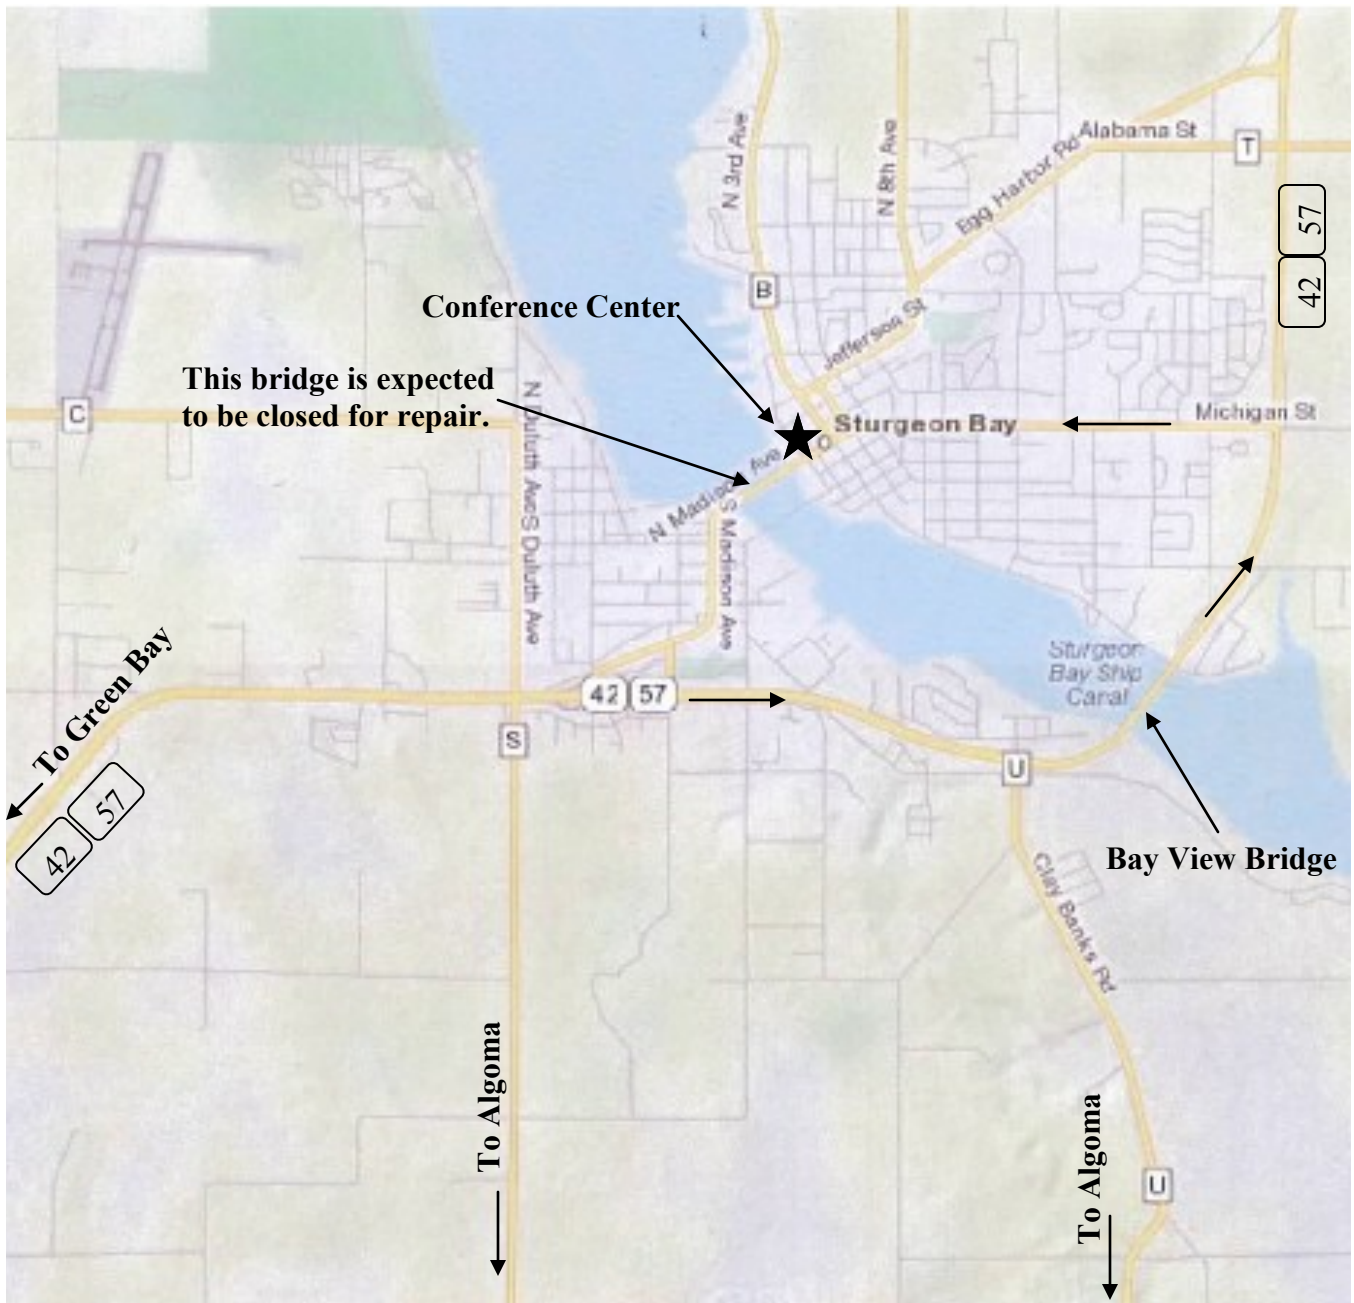 Alabama St
T
N 3rd Ave
N 8th Ave
Egg Harbor Rd
57
42
B
Conference Center
Jefferson St
This bridge is expected
to be closed for repair.
C
Michigan St
Sturgeon Bay
N Duluth Ave
S Duluth Ave
N Madison Ave
S Madison Ave
Sturgeon
Bay Ship
Canal
To Green Bay
42
57
42
57
S
U
Bay View Bridge
Clay Banks Rd
To Algoma
To Algoma
U